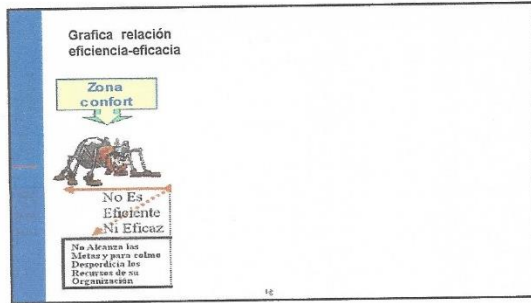 Grafica relación
eficiencia-eficacia
Zona
confort
No Es
Eficiente
Ni Eficaz
No Alcanza las
Metas y para colmo
Desperdicia los
Recursos de su
Organización